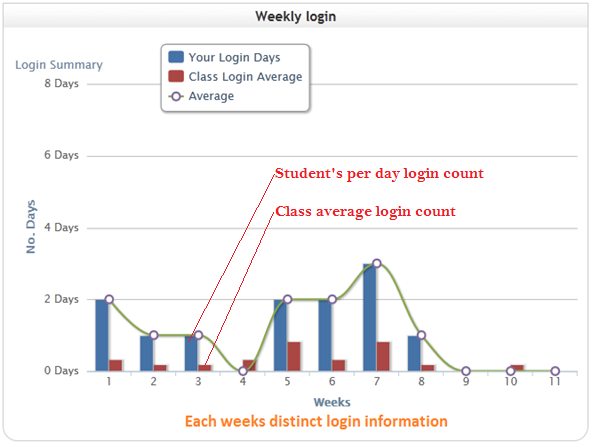 Weekly login
Login Summary
Your Login Days
Class Login Average
Average
8 Days
6 Days
4 Days
2 Days
0 Days
No. Days
Student's per day login count
Class average login count
1 2 3 4 5 6 7 8 9 10 11
Weeks
Each weeks distinct login information